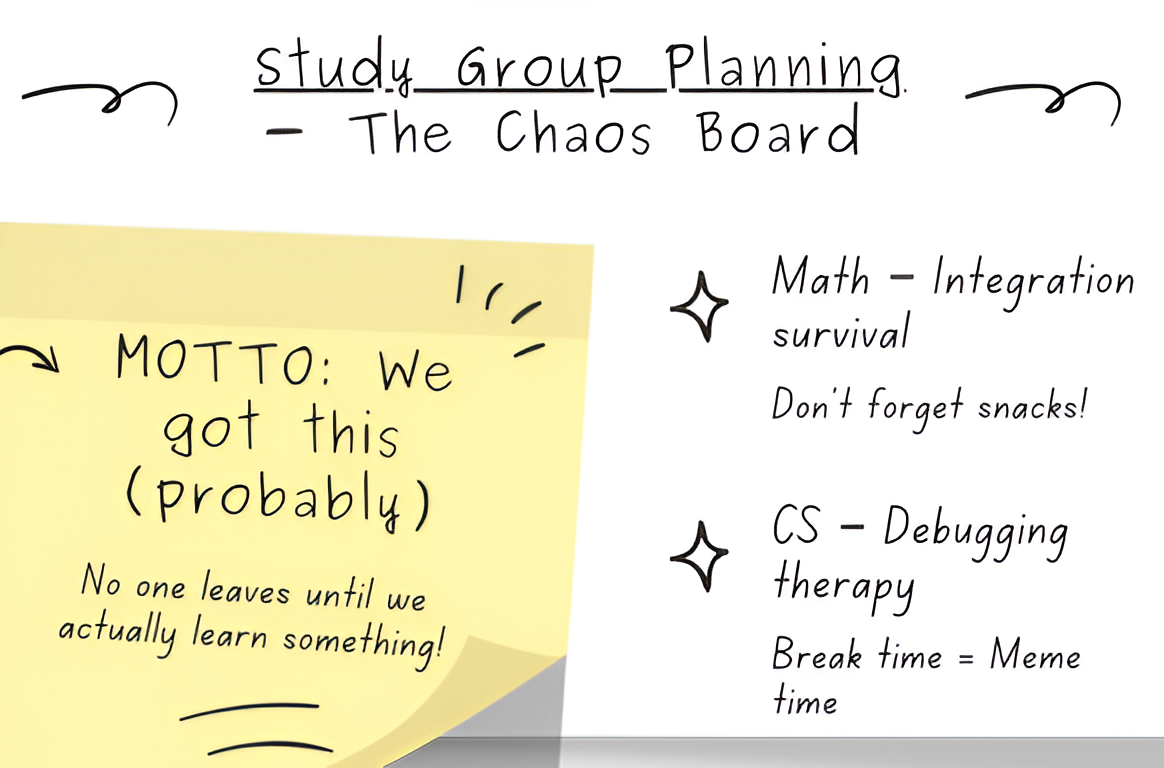 Study Group Planning
- The Chaos Board
MOTTO: We
got this
(probably)
No one leaves until we
actually learn something!
Math - Integration
survival
Don't forget snacks!
CS - Debugging
therapy
Break time = Meme
time